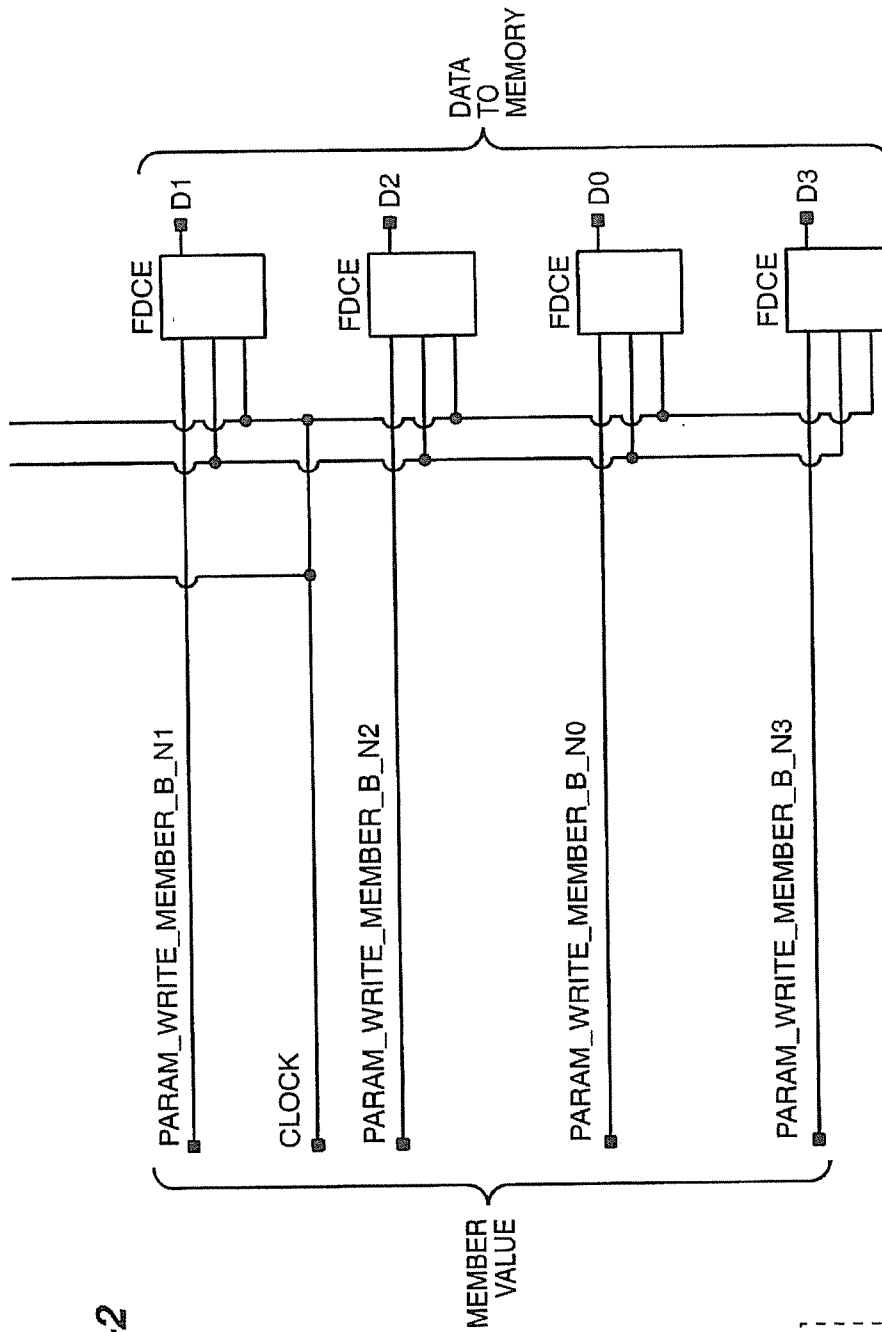 PARAM_WRITE_MEMBER_B_N1
FDCE
D1
CLOCK
PARAM_WRITE_MEMBER_B_N2
FDCE
D2
MEMBER
VALUE
DATA
TO
MEMORY
PARAM_WRITE_MEMBER_B_N0
FDCE
D0
PARAM_WRITE_MEMBER_B_N3
FDCE
D3